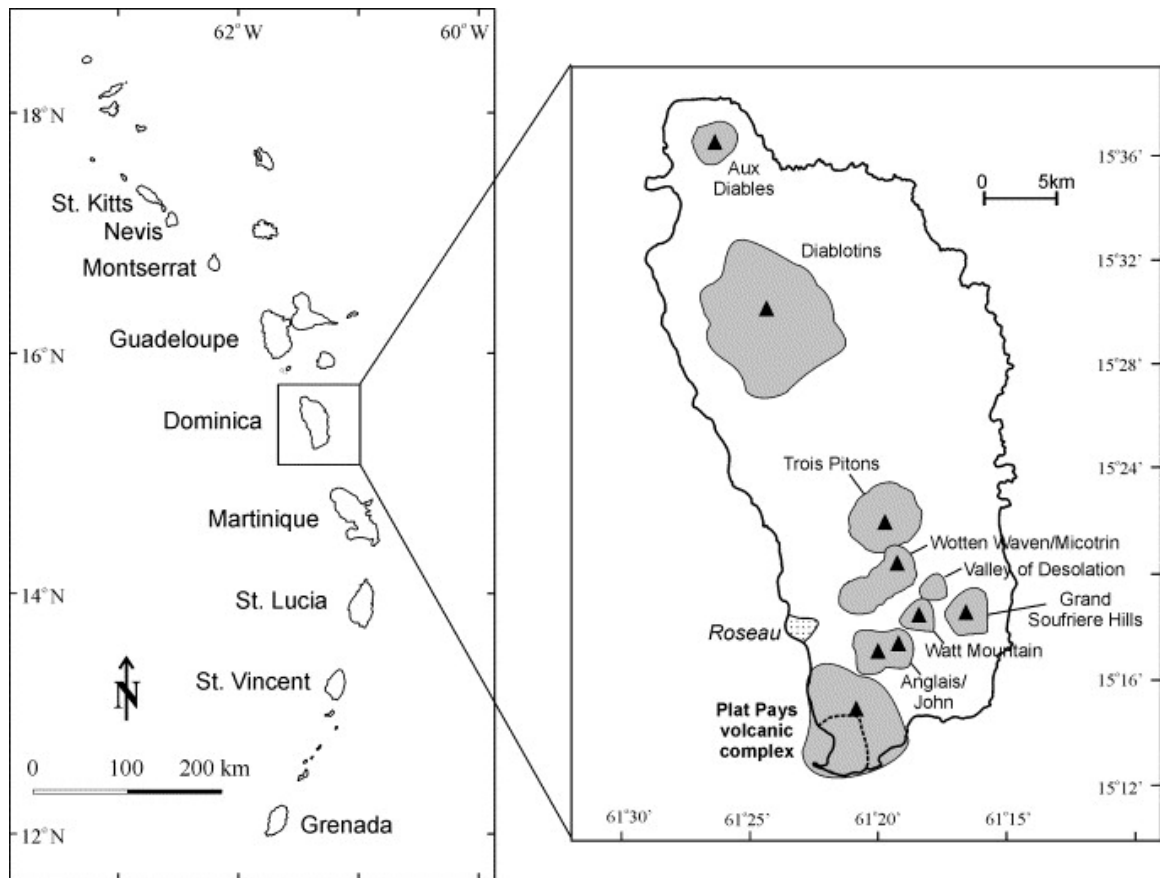 62°W
60°W
18°N
St. Kitts
Nevis
Montserrat
Guadeloupe
16°N
Dominica
Martinique
14°N
St. Lucia
St. Vincent
N
0 100 200 km
12°N
Grenada
Aux
Diables
0 5km
Diablotins
Trois Pitons
Wotten Waven/Micotrin
Valley of Desolation
Grand
Soufriere Hills
Roseau
Watt Mountain
Anglais/
John
Plat Pays
volcanic
complex
15°36'
15°32'
15°28'
15°24'
15°16'
15°12'
61°30'
61°25'
61°20'
61°15'